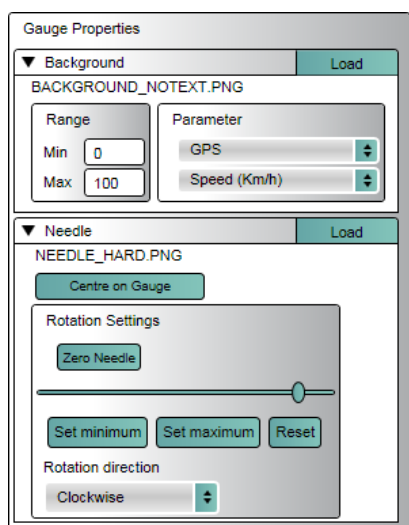 Gauge Properties
Background Load
BACKGROUND_NOTEXT.PNG
Range
Min 0
Max 100
Parameter
GPS
Speed (Km/h)
Needle Load
NEEDLE_HARD.PNG
Centre on Gauge
Rotation Settings
Zero Needle
Set minimum Set maximum Reset
Rotation direction
Clockwise